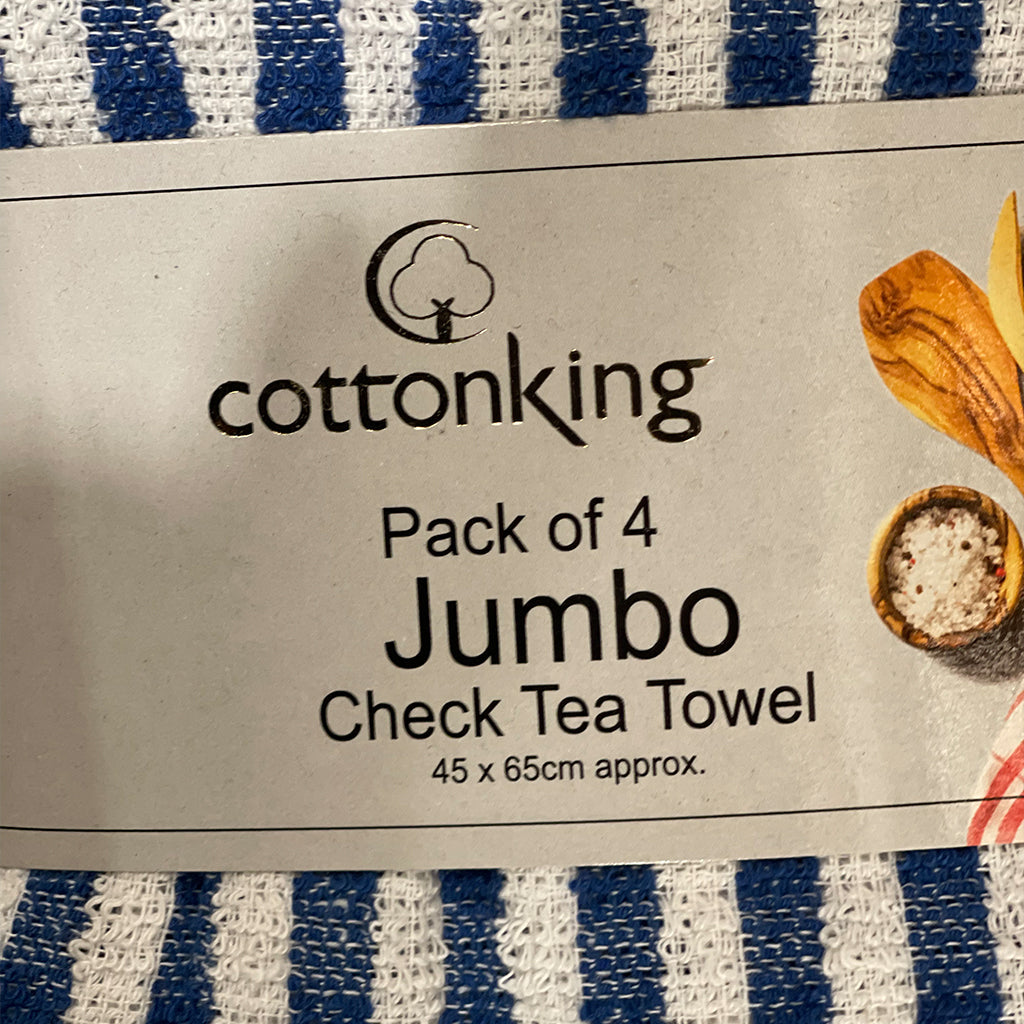 cottonking
Pack of 4
Jumbo
Check Tea Towel
45 x 65cm approx.